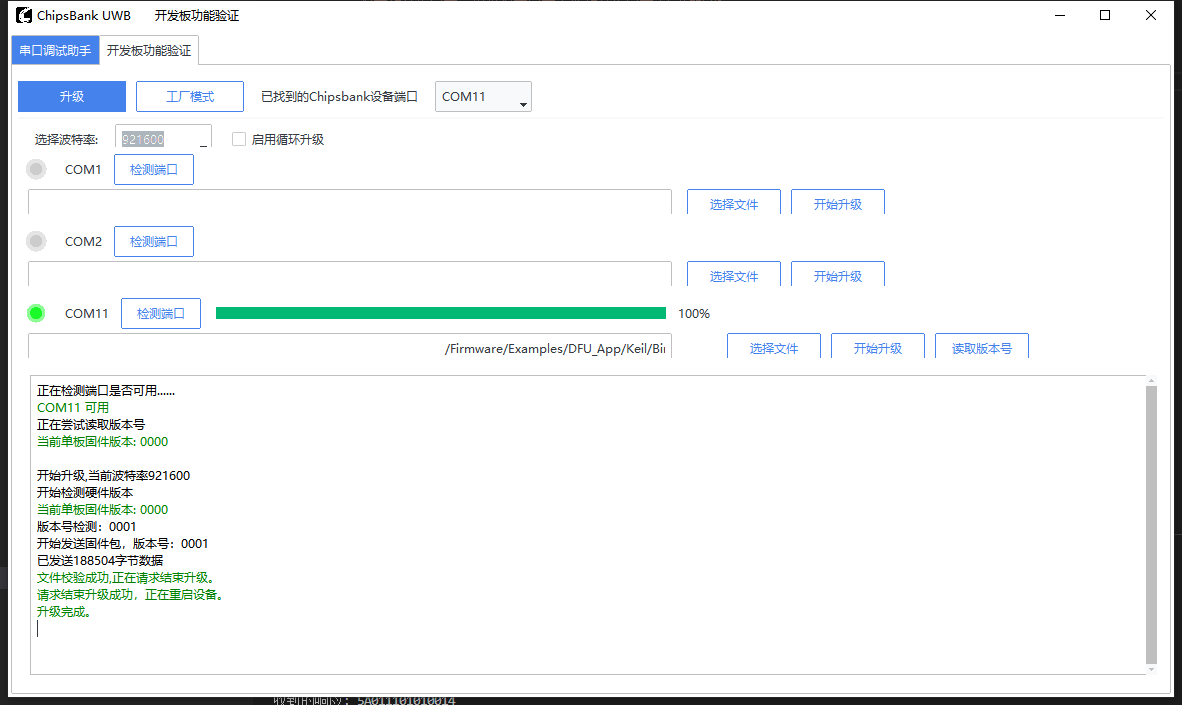 ChipsBank UWB 开发板功能验证
串口调试助手 开发板功能验证
升级 工厂模式 已找到的Chipsbank设备端口 COM11
选择波特率: 921600 启用循环升级
COM1 检测端口
选择文件 开始升级
COM2 检测端口
选择文件 开始升级
COM11 检测端口 100%
/Firmware/Examples/DFU_App/Keil/Bin 选择文件 开始升级 读取版本号
正在检测端口是否可用......
COM11 可用
正在尝试读取版本号
当前单板固件版本: 0000
开始升级,当前波特率921600
开始检测硬件版本
当前单板固件版本: 0000
版本号检测：0001
开始发送固件包，版本号：0001
已发送188504字节数据
文件校验成功,正在请求结束升级。
请求结束升级成功，正在重启设备。
升级完成。
5A011101010014